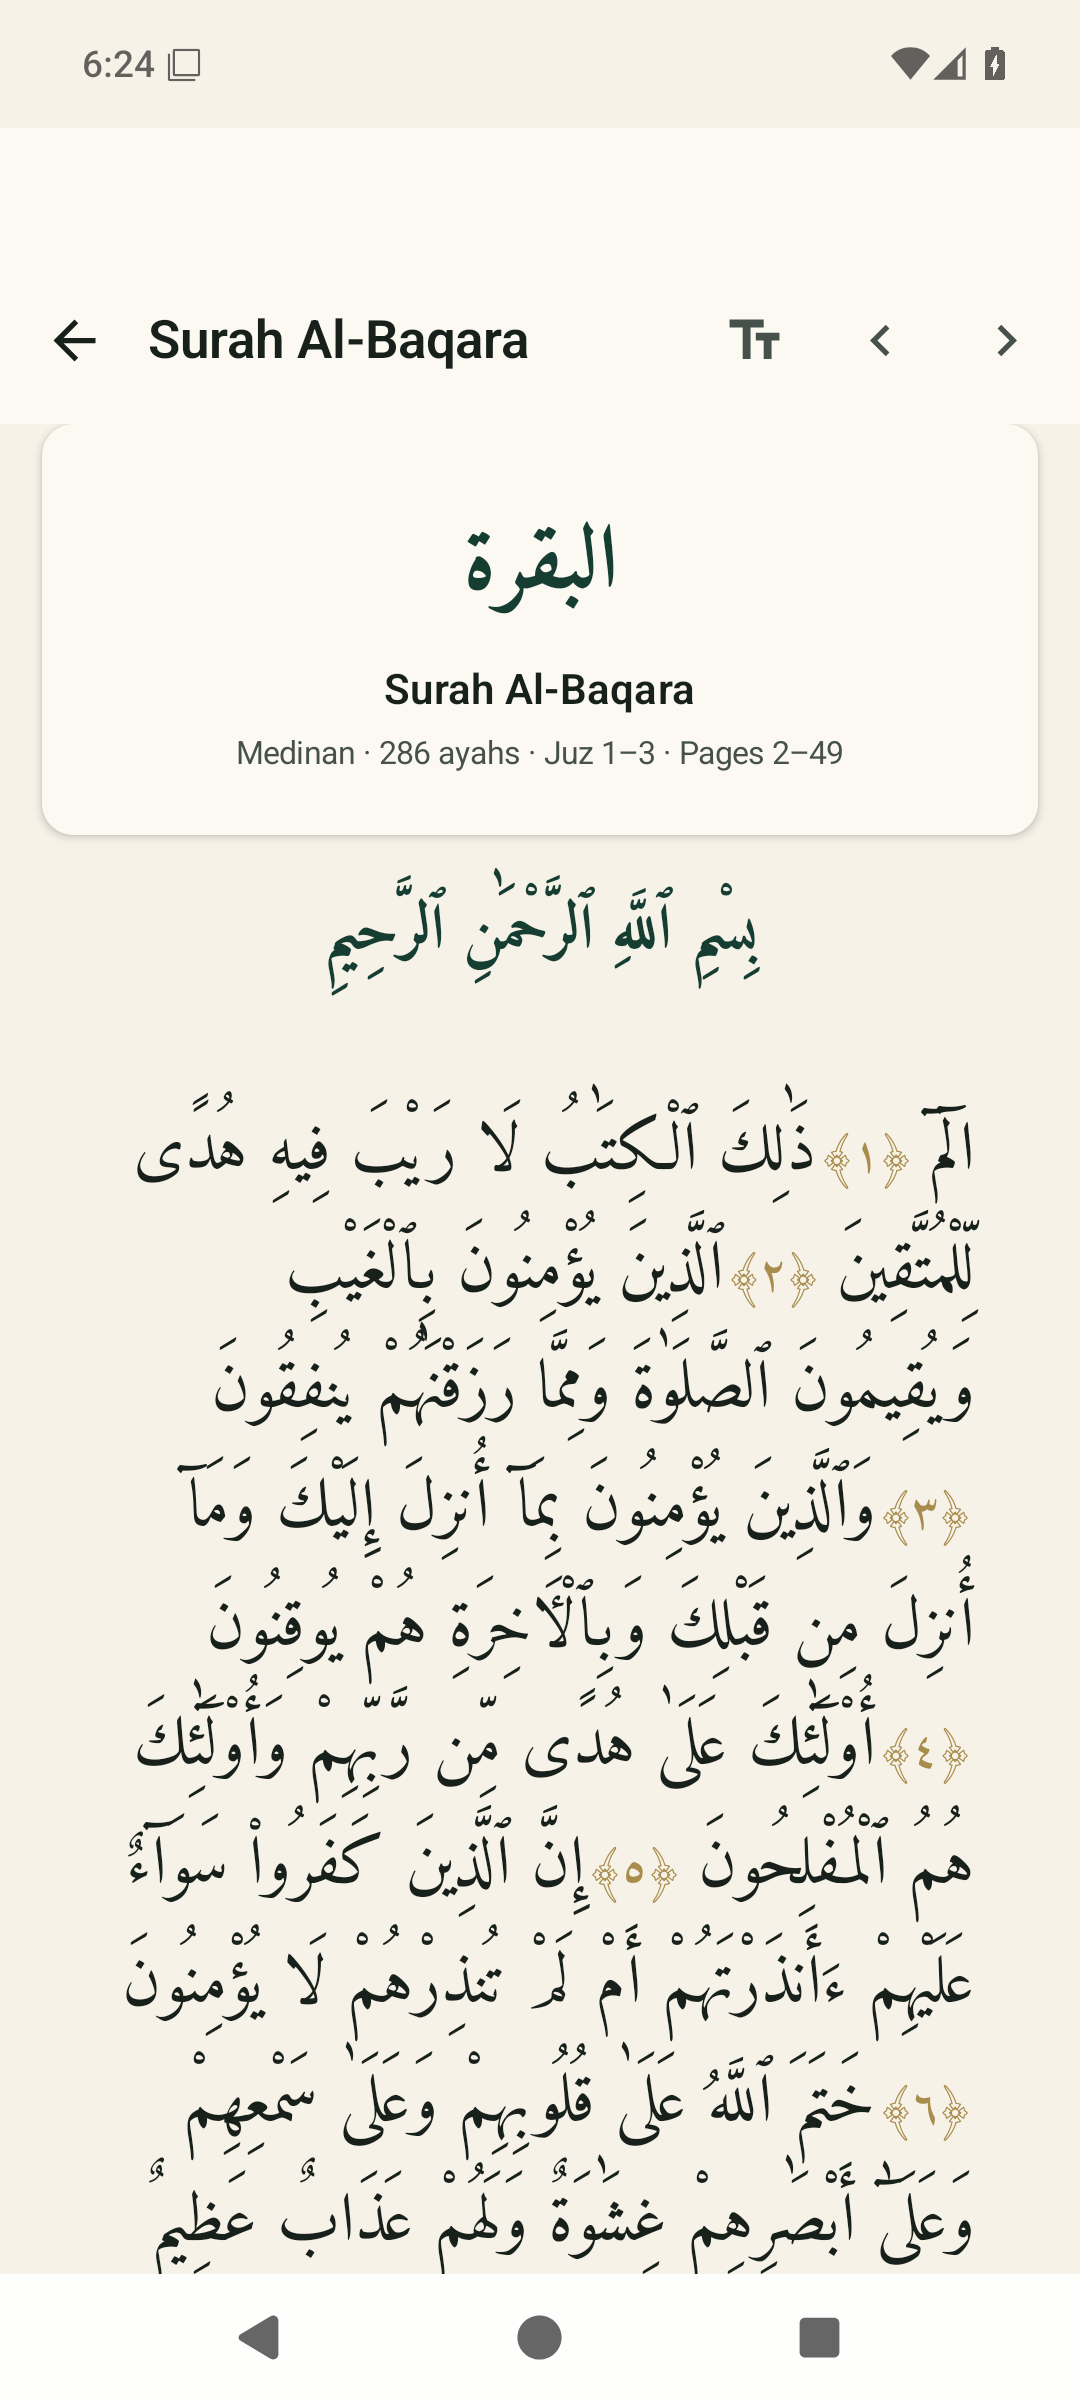 6:24
Surah Al-Baqara
البقرة
Surah Al-Baqara
Medinan · 286 ayahs · Juz 1–3 · Pages 2–49
بِسْمِ ٱللَّهِ ٱلرَّحْمَٰنِ ٱلرَّحِيمِ
الٓمٓ ﴿١﴾ ذَٰلِكَ ٱلْكِتَٰبُ لَا رَيْبَ فِيهِ هُدًى
لِّلْمُتَّقِينَ ﴿٢﴾ ٱلَّذِينَ يُؤْمِنُونَ بِٱلْغَيْبِ
وَيُقِيمُونَ ٱلصَّلَوٰةَ وَمِمَّا رَزَقْنَٰهُمْ يُنفِقُونَ
﴿٣﴾ وَٱلَّذِينَ يُؤْمِنُونَ بِمَآ أُنزِلَ إِلَيْكَ وَمَآ
أُنزِلَ مِن قَبْلِكَ وَبِٱلْأَاخِرَةِ هُمْ يُوقِنُونَ
﴿٤﴾ أُوْلَٰٓئِكَ عَلَىٰ هُدًى مِّن رَّبِّهِمْ وَأُوْلَٰٓئِكَ
هُمُ ٱلْمُفْلِحُونَ ﴿٥﴾ إِنَّ ٱلَّذِينَ كَفَرُوا۟ سَوَآءٌ
عَلَيْهِمْ ءَأَنذَرْتَهُمْ أَمْ لَمْ تُنذِرْهُمْ لَا يُؤْمِنُونَ
﴿٦﴾ خَتَمَ ٱللَّهُ عَلَىٰ قُلُوبِهِمْ وَعَلَىٰ سَمْعِهِمْ
وَعَلَىٰٓ أَبْصَٰرِهِمْ غِشَٰوَةٌ وَلَهُمْ عَذَابٌ عَظِيمٌ